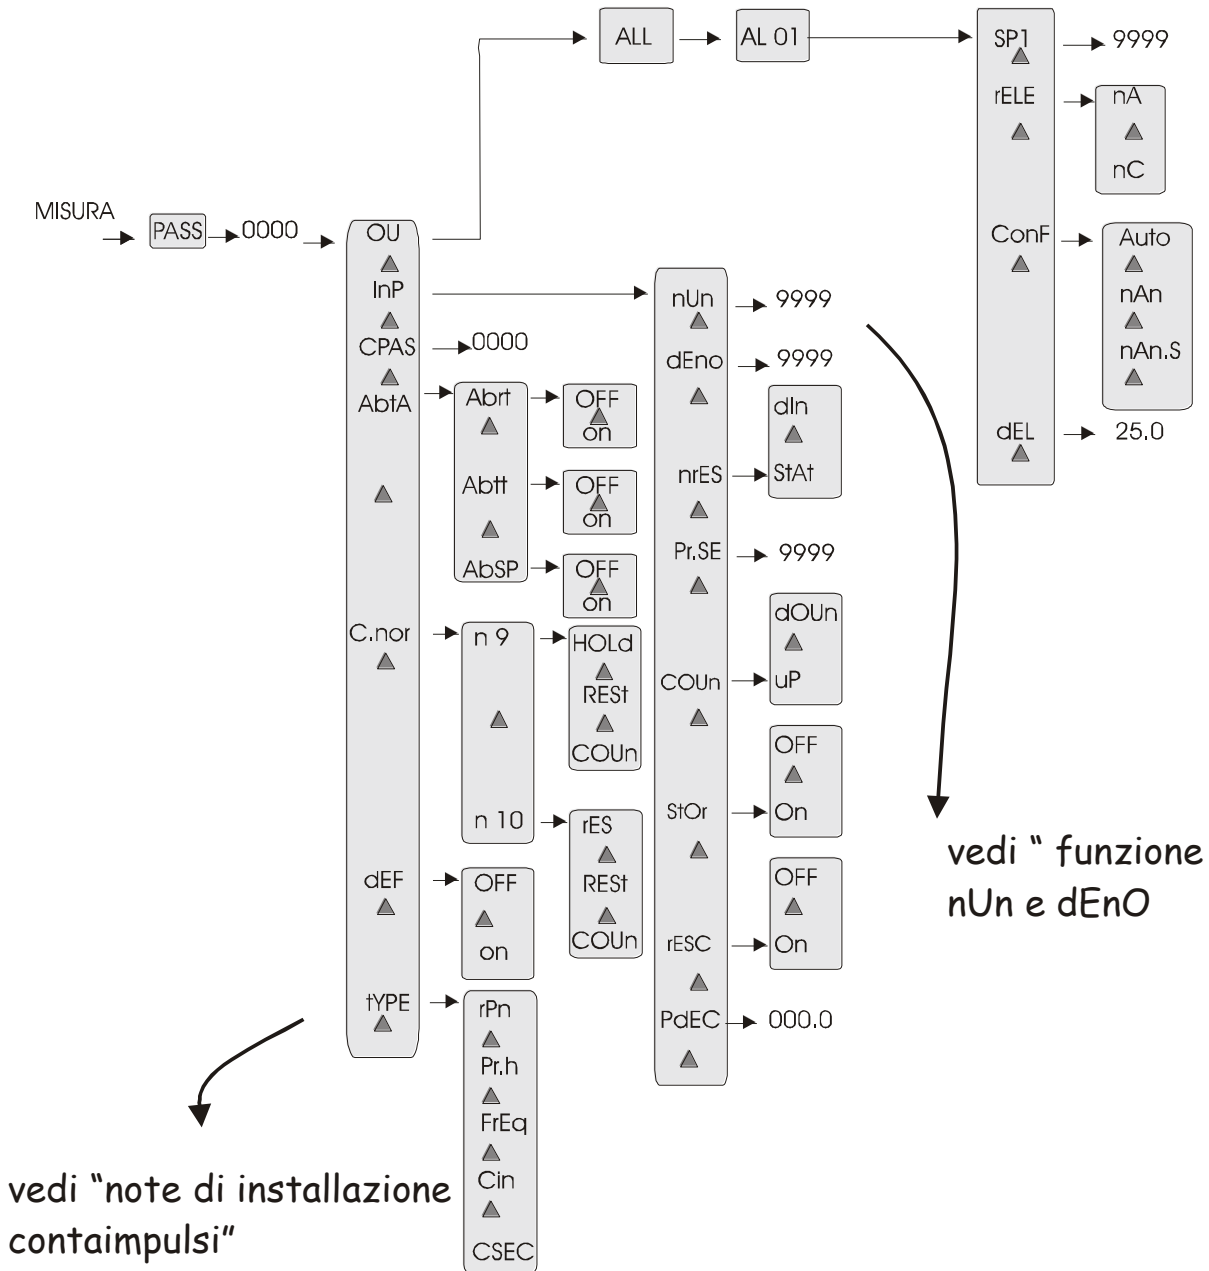 ALL
AL 01
SP1
9999
rELE
nA
nC
ConF
Auto
nAn
nAn.S
dEL
25.0
MISURA
PASS
0000
OU
InP
CPAS
0000
AbtA
Abrt
OFF
on
Abtt
OFF
on
AbSP
OFF
on
C.nor
n 9
HOLd
RESt
COUn
n 10
rES
RESt
COUn
dEF
OFF
on
tYPE
rPn
Pr.h
FrEq
Cin
CSEC
nUn
9999
dEno
9999
nrES
dIn
StAt
Pr.SE
9999
COUn
dOUn
uP
StOr
OFF
On
rESC
OFF
On
PdEC
000.0
vedi “ funzione
nUn e dEnO
vedi “note di installazione
contaimpulsi”